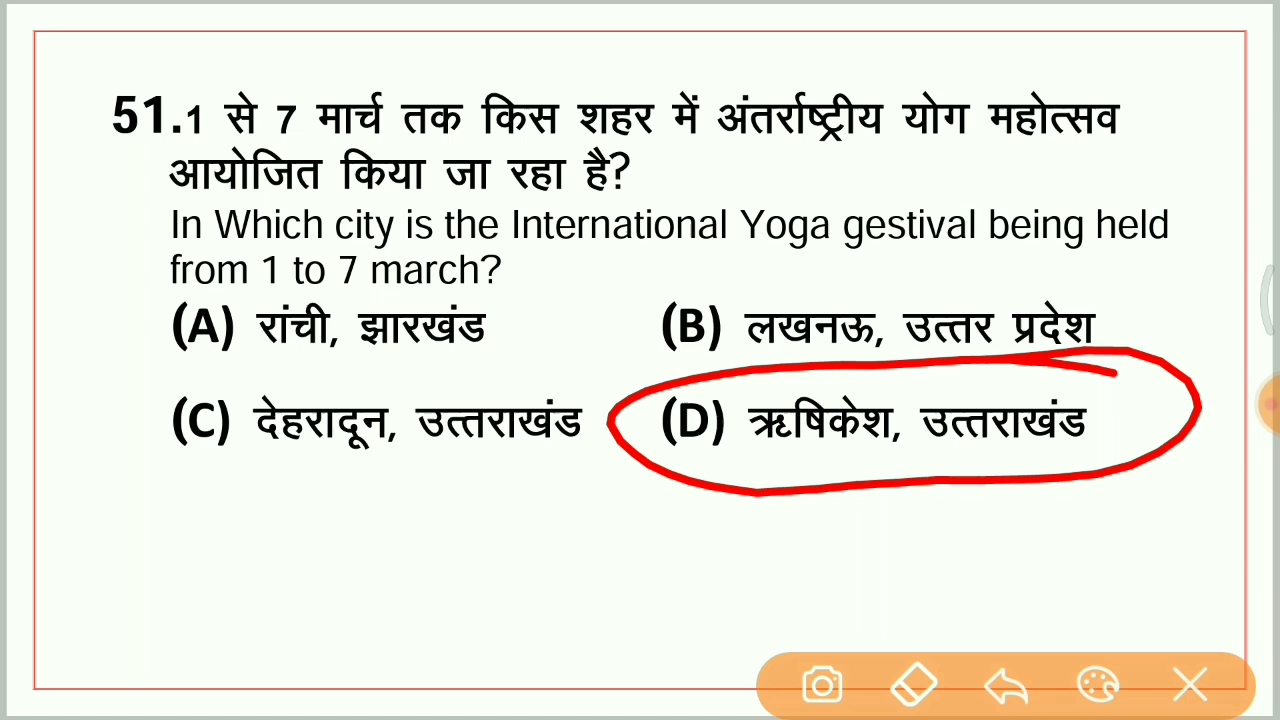 51.1 से 7 मार्च तक किस शहर में अंतर्राष्ट्रीय योग महोत्सव
आयोजित किया जा रहा है?
In Which city is the International Yoga gestival being held
from 1 to 7 march?
(A) रांची, झारखंड (B) लखनऊ, उत्तर प्रदेश
(C) देहरादून, उत्तराखंड (D) ऋषिकेश, उत्तराखंड